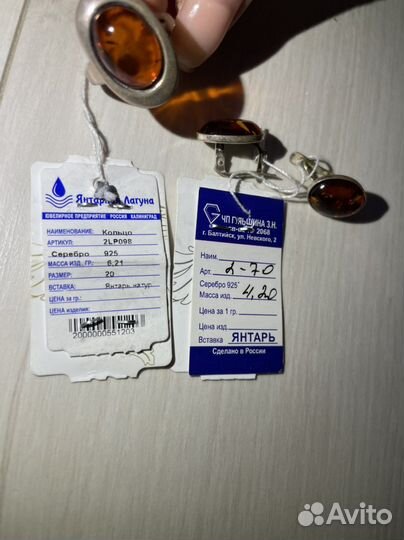 Янтарная Лагуна
ЮВЕЛИРНОЕ ПРЕДПРИЯТИЕ РОССИЯ КАЛИНИНГРАД
НАИМЕНОВАНИЕ: Кольцо
АРТИКУЛ: 2LP098
Серебро 925
МАССА ИЗД, ГР.: 6,21
РАЗМЕР: 20
ВСТАВКА: Янтарь натур.
ЦЕНА за гр.:
ЦЕНА изделия:
2000000551203
ЧП ГУЛЬШИНА З.Н.
2068
г. Балтийск, ул. Невского, 2
Наим.
Арт. 2-70
Серебро 925°
Масса изд. 4,20
Цена за 1 гр.
Цена изд.
Вставка ЯНТАРЬ
Сделано в России
Avito